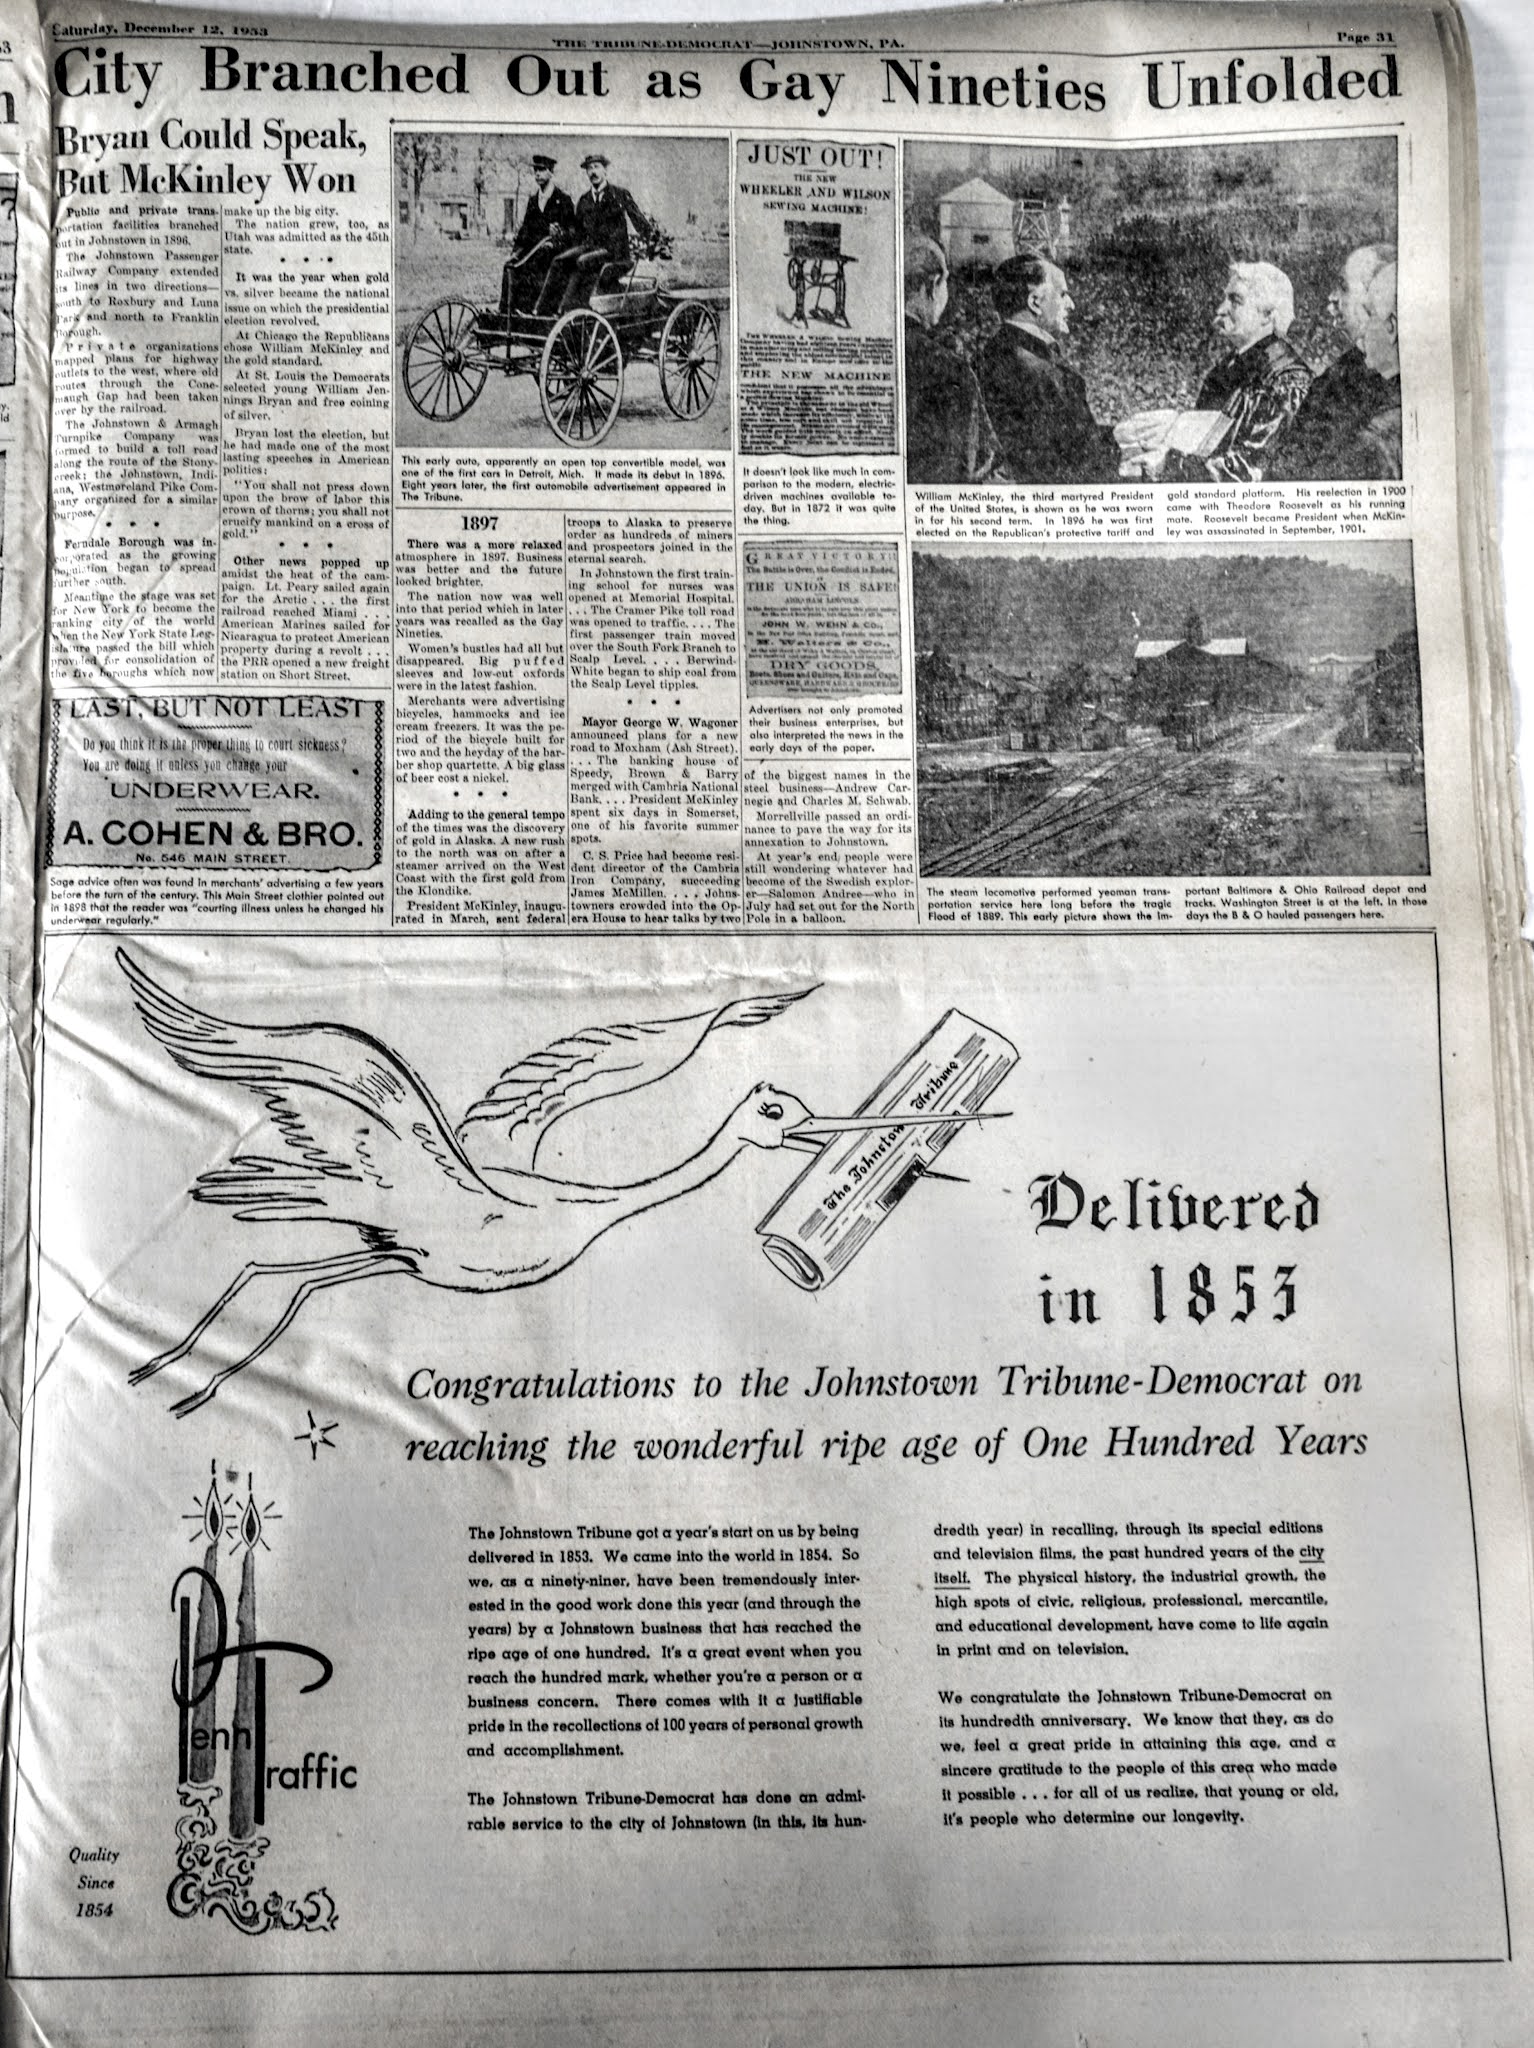 Saturday, December 12, 1953
THE TRIBUNE-DEMOCRAT—JOHNSTOWN, PA.
Page 31
City Branched Out as Gay Nineties Unfolded
Bryan Could Speak,
But McKinley Won
Public and private trans-
portation facilities branched
out in Johnstown in 1896.
The Johnstown Passenger
Railway Company extended
its lines in two directions—
south to Roxbury and Luna
Park and north to Franklin
Borough.
Private organizations
mapped plans for highway
outlets to the west, where old
routes through the Cone-
maugh Gap had been taken
over by the railroad.
The Johnstown & Armagh
Turnpike Company was
formed to build a toll road
along the route of the Stony-
creek; the Johnstown, Indi-
ana, Westmoreland Pike Com-
pany organized for a similar
purpose.
• • •
Ferndale Borough was in-
corporated as the growing
population began to spread
further south.
Meantime the stage was set
for New York to become the
ranking city of the world
when the New York State Leg-
islature passed the bill which
provided for consolidation of
the five boroughs which now
make up the big city.
The nation grew, too, as
Utah was admitted as the 45th
state.
• • •
It was the year when gold
vs. silver became the national
issue on which the presidential
election revolved.
At Chicago the Republicans
chose William McKinley and
the gold standard.
At St. Louis the Democrats
selected young William Jen-
nings Bryan and free coining
of silver.
Bryan lost the election, but
he had made one of the most
lasting speeches in American
politics:
"You shall not press down
upon the brow of labor this
crown of thorns; you shall not
crucify mankind on a cross of
gold."
• • •
Other news popped up
amidst the heat of the cam-
paign. Lt. Peary sailed again
for the Arctic . . . the first
railroad reached Miami . . .
American Marines sailed for
Nicaragua to protect American
property during a revolt . . .
the PRR opened a new freight
station on Short Street.
LAST, BUT NOT LEAST
Do you think it is the proper thing to court sickness?
You are doing it unless you change your
UNDERWEAR.
A. COHEN & BRO.
No. 546 MAIN STREET.
Sage advice often was found in merchants' advertising a few years
before the turn of the century. This Main Street clothier pointed out
in 1898 that the reader was "courting illness unless he changed his
underwear regularly."
This early auto, apparently an open top convertible model, was
one of the first cars in Detroit, Mich. It made its debut in 1896.
Eight years later, the first automobile advertisement appeared in
The Tribune.
1897
There was a more relaxed
atmosphere in 1897. Business
was better and the future
looked brighter.
The nation now was well
into that period which in later
years was recalled as the Gay
Nineties.
Women's bustles had all but
disappeared. Big puffed
sleeves and low-cut oxfords
were in the latest fashion.
Merchants were advertising
bicycles, hammocks and ice
cream freezers. It was the pe-
riod of the bicycle built for
two and the heyday of the bar-
ber shop quartette. A big glass
of beer cost a nickel.
• • •
Adding to the general tempo
of the times was the discovery
of gold in Alaska. A new rush
to the north was on after a
steamer arrived on the West
Coast with the first gold from
the Klondike.
President McKinley, inaugu-
rated in March, sent federal
troops to Alaska to preserve
order as hundreds of miners
and prospectors joined in the
eternal search.
In Johnstown the first train-
ing school for nurses was
opened at Memorial Hospital.
. . . The Cramer Pike toll road
was opened to traffic. . . . The
first passenger train moved
over the South Fork Branch to
Scalp Level. . . . Berwind-
White began to ship coal from
the Scalp Level tipples.
• • •
Mayor George W. Wagoner
announced plans for a new
road to Moxham (Ash Street).
. . . The banking house of
Speedy, Brown & Barry
merged with Cambria National
Bank. . . . President McKinley
spent six days in Somerset,
one of his favorite summer
spots.
C. S. Price had become resi-
dent director of the Cambria
Iron Company, succeeding
James McMillen. . . . Johns-
towners crowded into the Op-
era House to hear talks by two
JUST OUT!
THE NEW
WHEELER AND WILSON
SEWING MACHINE!
THE NEW MACHINE
It doesn't look like much in com-
parison to the modern, electric-
driven machines available to-
day. But in 1872 it was quite
the thing.
GREAT VICTORY!
The Battle is Over, the Conflict is Ended,
THE UNION IS SAFE!
ABRAHAM LINCOLN
JOHN W. WEHN & CO.,
M. Walters & Co.,
DRY GOODS,
Advertisers not only promoted
their business enterprises, but
also interpreted the news in the
early days of the paper.
of the biggest names in the
steel business—Andrew Car-
negie and Charles M. Schwab.
Morrellville passed an ordi-
nance to pave the way for its
annexation to Johnstown.
At year's end, people were
still wondering whatever had
become of the Swedish explor-
er—Salomon Andree—who in
July had set out for the North
Pole in a balloon.
William McKinley, the third martyred President
of the United States, is shown as he was sworn
in for his second term. In 1896 he was first
elected on the Republican's protective tariff and
gold standard platform. His reelection in 1900
came with Theodore Roosevelt as his running
mate. Roosevelt became President when McKin-
ley was assassinated in September, 1901.
The steam locomotive performed yeoman trans-
portation service here long before the tragic
Flood of 1889. This early picture shows the im-
portant Baltimore & Ohio Railroad depot and
tracks. Washington Street is at the left. In those
days the B & O hauled passengers here.
The Johnstown Tribune
Delivered
in 1853
Congratulations to the Johnstown Tribune-Democrat on
reaching the wonderful ripe age of One Hundred Years
The Johnstown Tribune got a year's start on us by being
delivered in 1853. We came into the world in 1854. So
we, as a ninety-niner, have been tremendously inter-
ested in the good work done this year (and through the
years) by a Johnstown business that has reached the
ripe age of one hundred. It's a great event when you
reach the hundred mark, whether you're a person or a
business concern. There comes with it a justifiable
pride in the recollections of 100 years of personal growth
and accomplishment.
The Johnstown Tribune-Democrat has done an admi-
rable service to the city of Johnstown (in this, its hun-
dredth year) in recalling, through its special editions
and television films, the past hundred years of the city
itself. The physical history, the industrial growth, the
high spots of civic, religious, professional, mercantile,
and educational development, have come to life again
in print and on television.
We congratulate the Johnstown Tribune-Democrat on
its hundredth anniversary. We know that they, as do
we, feel a great pride in attaining this age, and a
sincere gratitude to the people of this area who made
it possible . . . for all of us realize, that young or old,
it's people who determine our longevity.
Penn Traffic
Quality
Since
1854